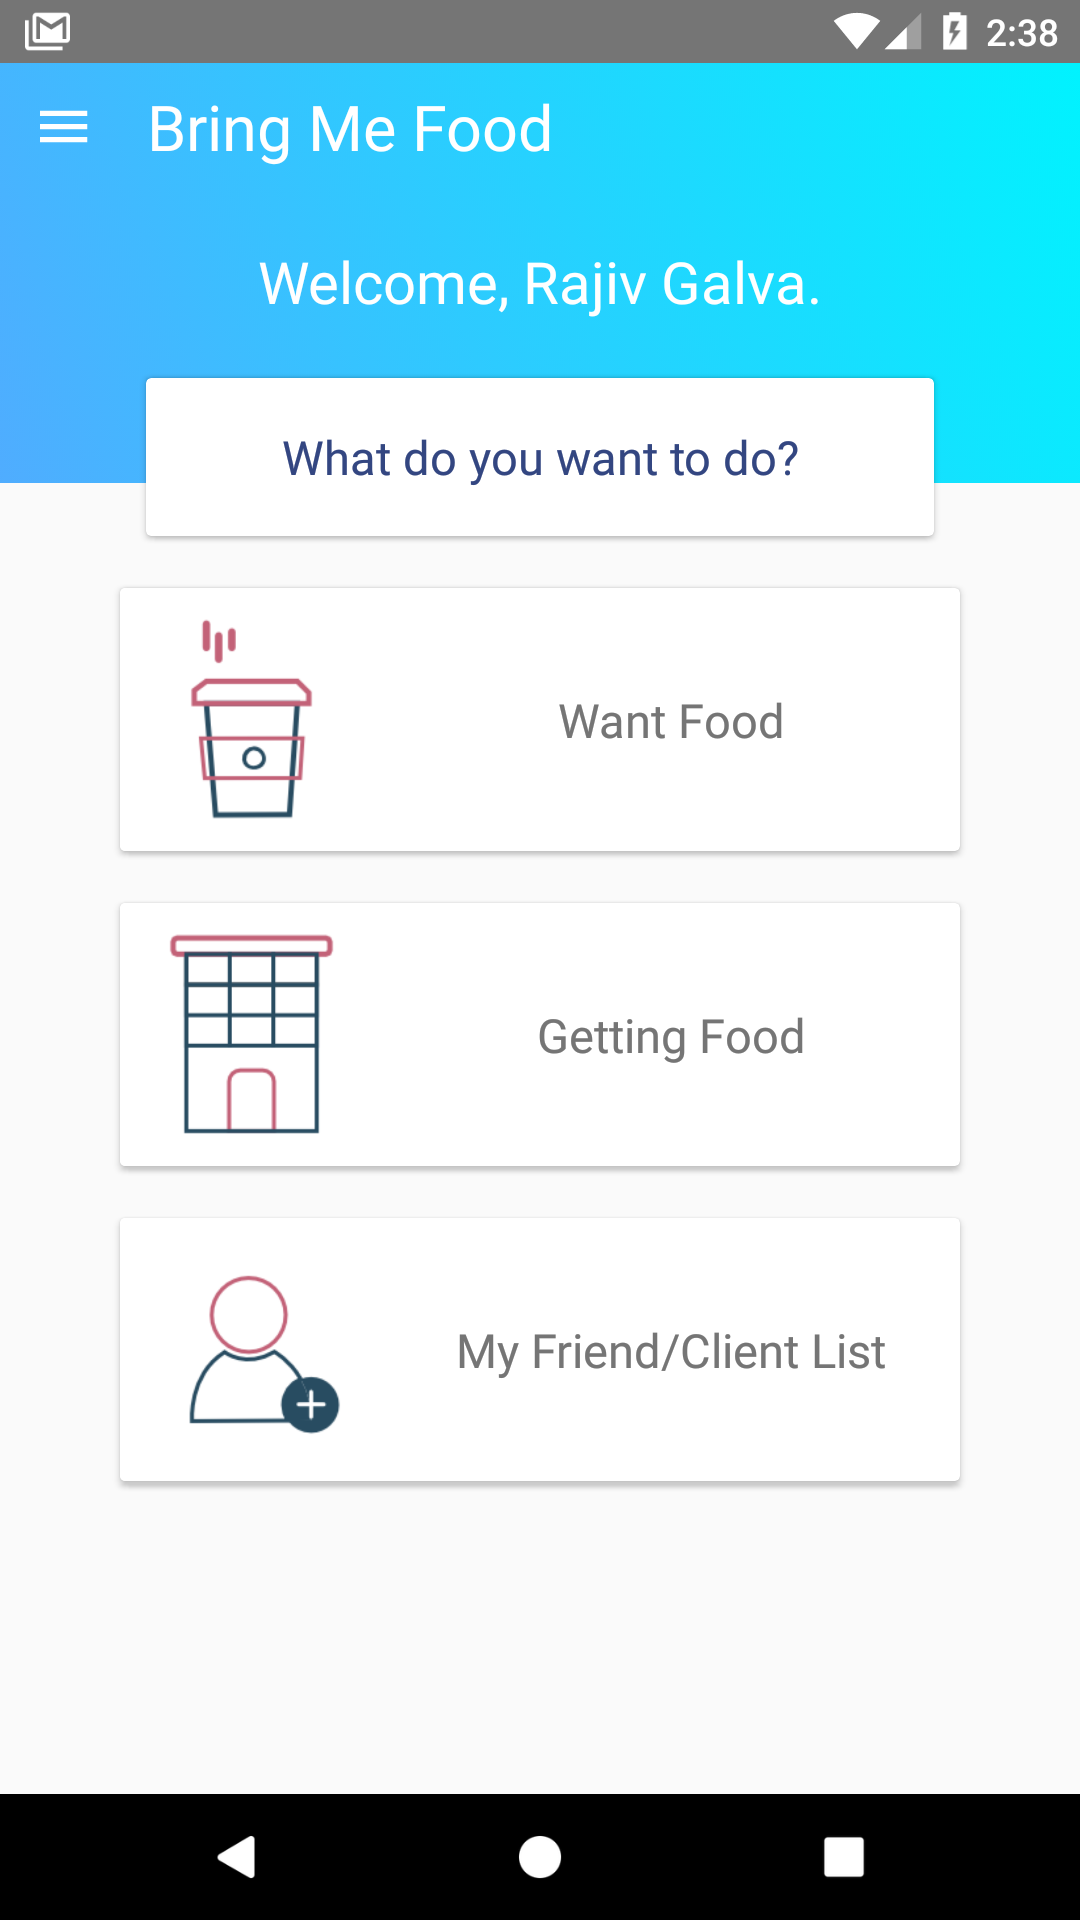 2:38
Bring Me Food
Welcome, Rajiv Galva.
What do you want to do?
Want Food
Getting Food
My Friend/Client List